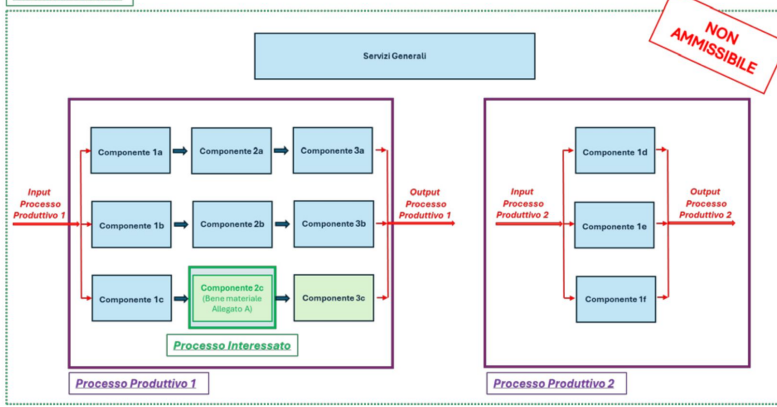 NON
AMMISSIBILE
Servizi Generali
Componente 1a
Componente 2a
Componente 3a
Componente 1d
Input
Processo
Produttivo 1
Output
Processo
Produttivo 1
Input
Processo
Produttivo 2
Output
Processo
Produttivo 2
Componente 1b
Componente 2b
Componente 3b
Componente 1e
Componente 1c
Componente 2c
(Bene materiale
Allegato A)
Componente 3c
Componente 1f
Processo Interessato
Processo Produttivo 1
Processo Produttivo 2